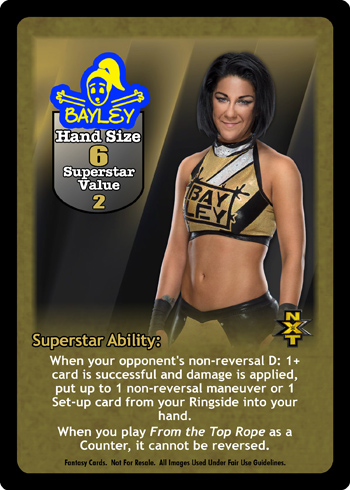 BAYLEY
Hand Size
6
Superstar
Value
2
BAY
LEY
NXT
Superstar Ability:
When your opponent's non-reversal D: 1+
card is successful and damage is applied,
put up to 1 non-reversal maneuver or 1
Set-up card from your Ringside into your
hand.
When you play From the Top Rope as a
Counter, it cannot be reversed.
Fantasy Cards. Not For Resale. All Images Used Under Fair Use Guidelines.